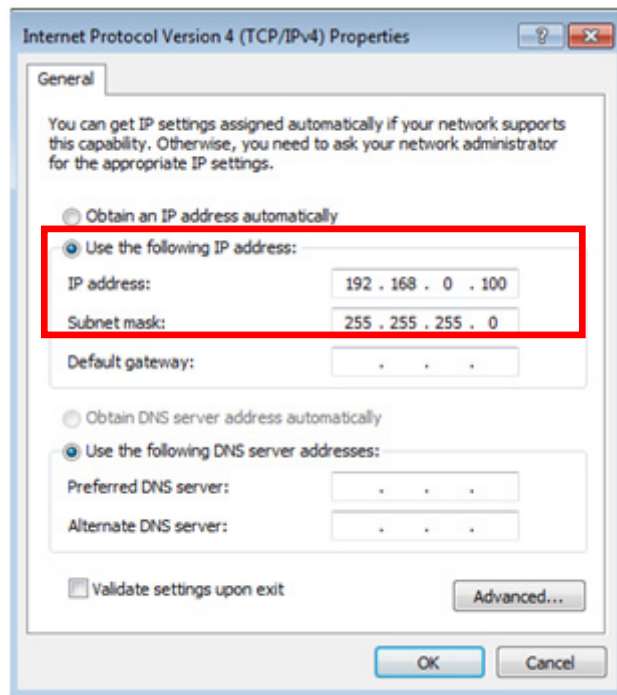 Internet Protocol Version 4 (TCP/IPv4) Properties
General
You can get IP settings assigned automatically if your network supports
this capability. Otherwise, you need to ask your network administrator
for the appropriate IP settings.
Obtain an IP address automatically
Use the following IP address:
IP address: 192 . 168 . 0 . 100
Subnet mask: 255 . 255 . 255 . 0
Default gateway: . . .
Obtain DNS server address automatically
Use the following DNS server addresses:
Preferred DNS server: . . .
Alternate DNS server: . . .
Validate settings upon exit
Advanced...
OK Cancel